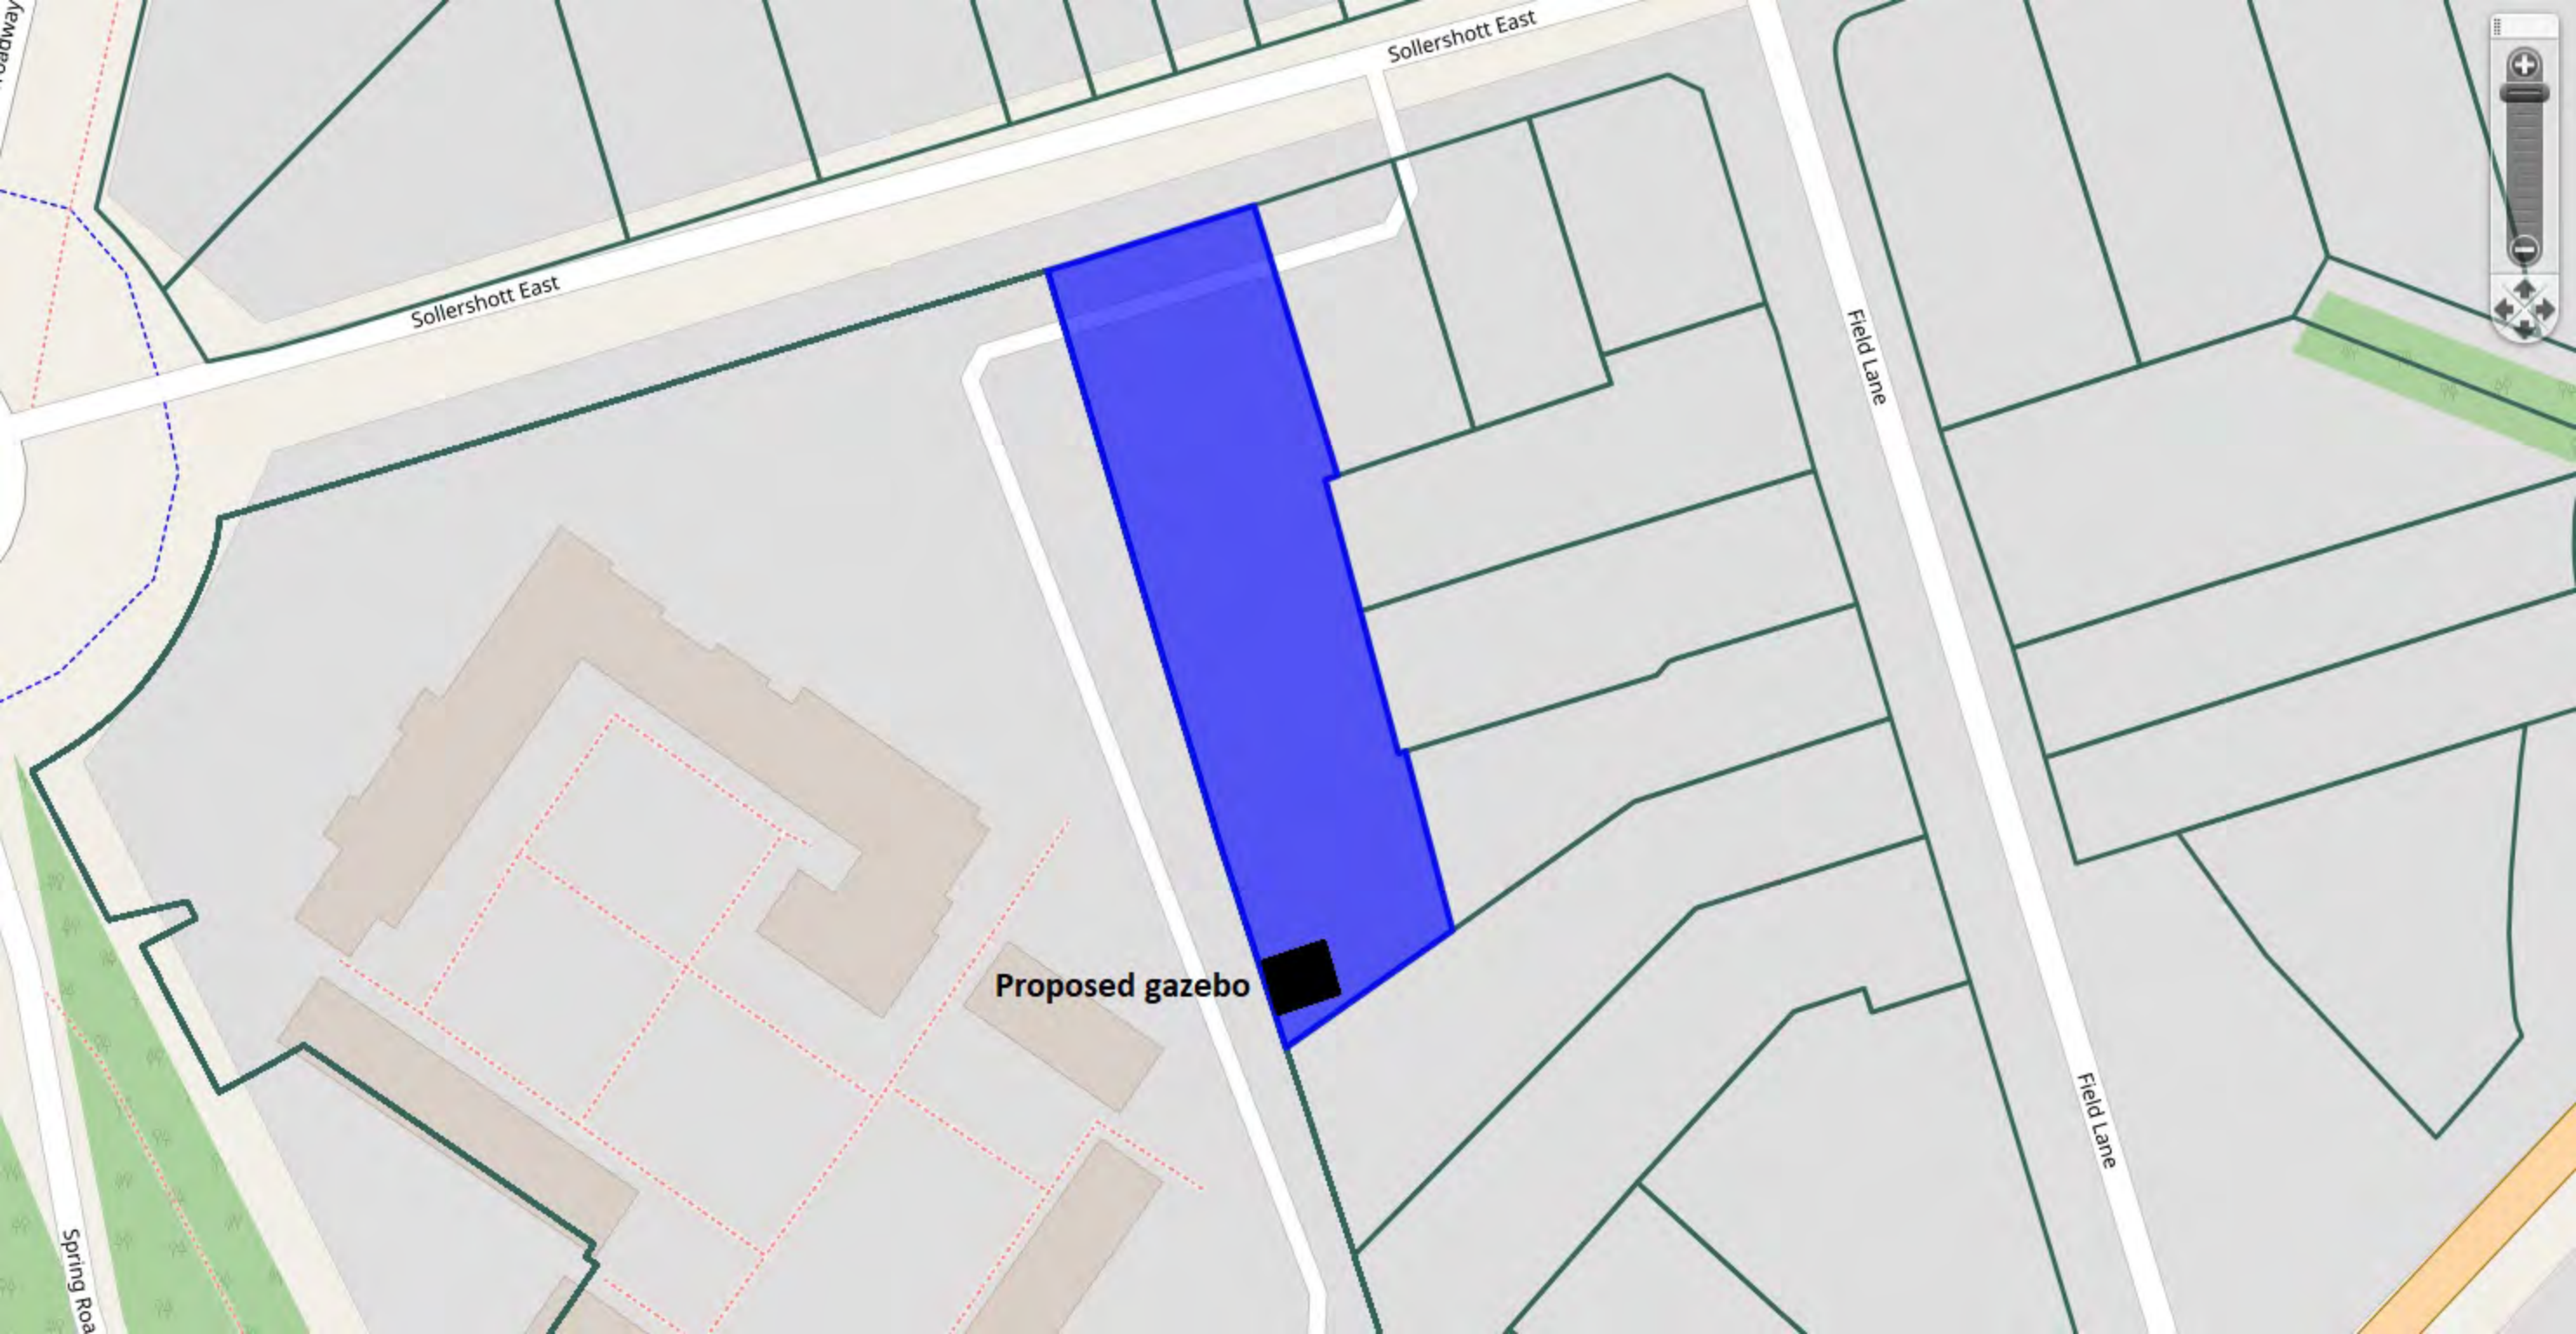 Sollershott East
Sollershott East
Field Lane
Proposed gazebo
Field Lane
Spring Roa